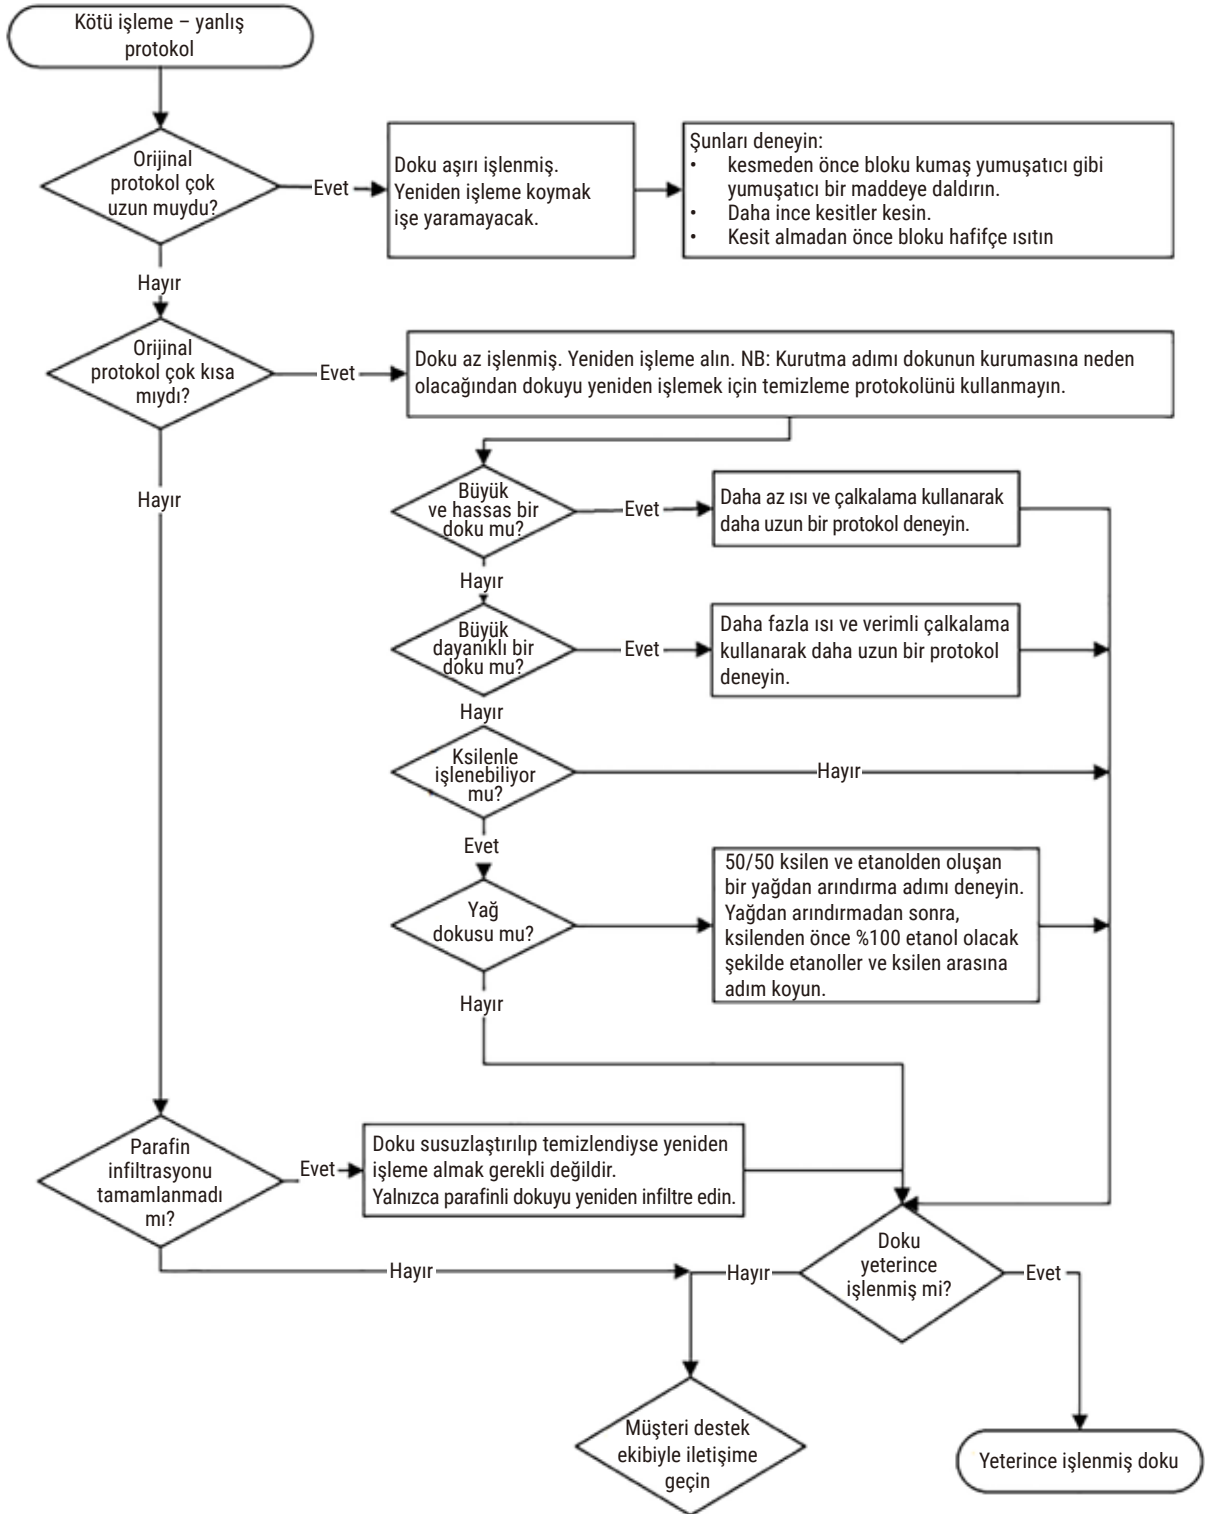 Kötü işleme – yanlış
protokol
Orijinal
protokol çok
uzun muydu?
Evet
Doku aşırı işlenmiş.
Yeniden işleme koymak
işe yaramayacak.
Şunları deneyin:
• kesmeden önce bloku kumaş yumuşatıcı gibi
yumuşatıcı bir maddeye daldırın.
• Daha ince kesitler kesin.
• Kesit almadan önce bloku hafifçe ısıtın
Hayır
Orijinal
protokol çok kısa
mıydı?
Evet
Doku az işlenmiş. Yeniden işleme alın. NB: Kurutma adımı dokunun kurumasına neden
olacağından dokuyu yeniden işlemek için temizleme protokolünü kullanmayın.
Hayır
Büyük
ve hassas bir
doku mu?
Evet
Daha az ısı ve çalkalama kullanarak
daha uzun bir protokol deneyin.
Hayır
Büyük
dayanıklı bir
doku mu?
Evet
Daha fazla ısı ve verimli çalkalama
kullanarak daha uzun bir protokol
deneyin.
Hayır
Ksilenle
işlenebiliyor
mu?
Hayır
Evet
Yağ
dokusu mu?
50/50 ksilen ve etanolden oluşan
bir yağdan arındırma adımı deneyin.
Yağdan arındırmadan sonra,
ksilenden önce %100 etanol olacak
şekilde etanoller ve ksilen arasına
adım koyun.
Hayır
Parafin
infiltrasyonu
tamamlanmadı
mı?
Evet
Doku susuzlaştırılıp temizlendiyse yeniden
işleme almak gerekli değildir.
Yalnızca parafinli dokuyu yeniden infiltre edin.
Hayır
Hayır
Doku
yeterince
işlenmiş mi?
Evet
Müşteri destek
ekibiyle iletişime
geçin
Yeterince işlenmiş doku